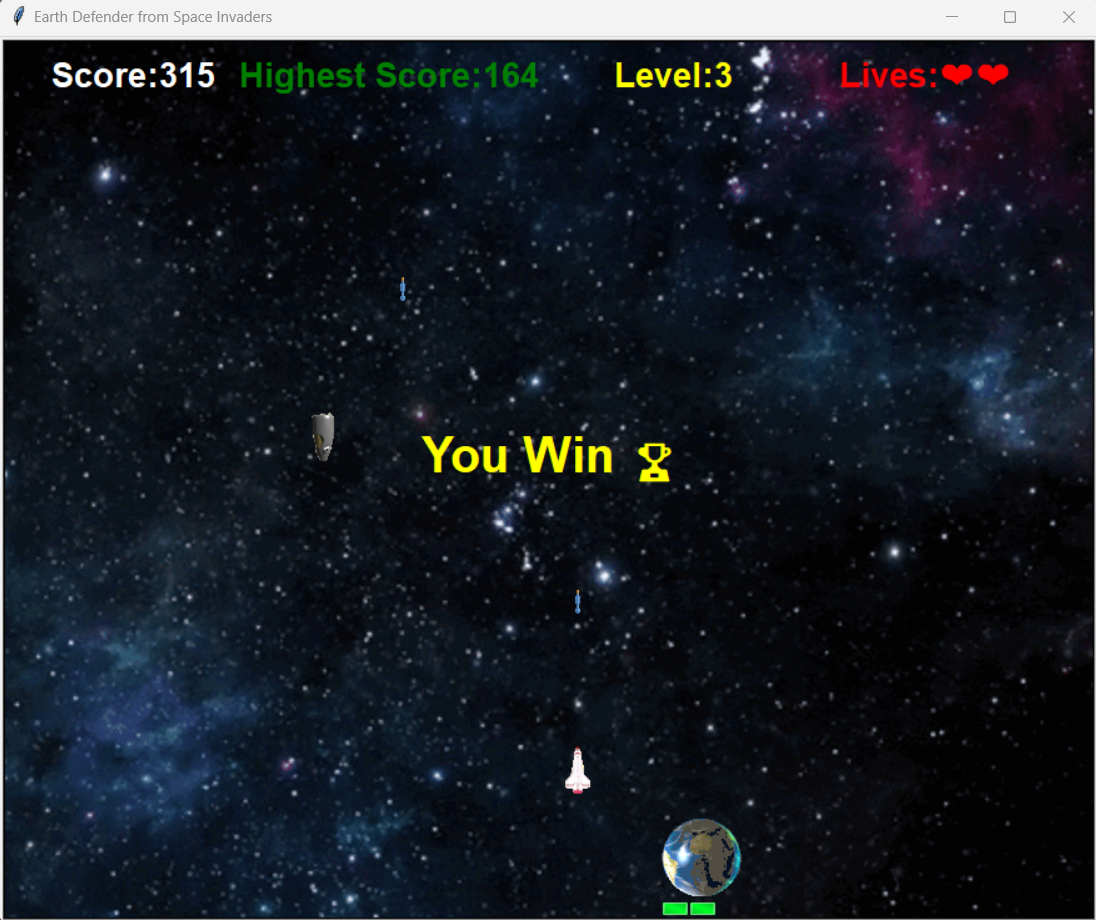 Earth Defender from Space Invaders
Score:315 Highest Score:164 Level:3 Lives:❤❤
You Win 🏆